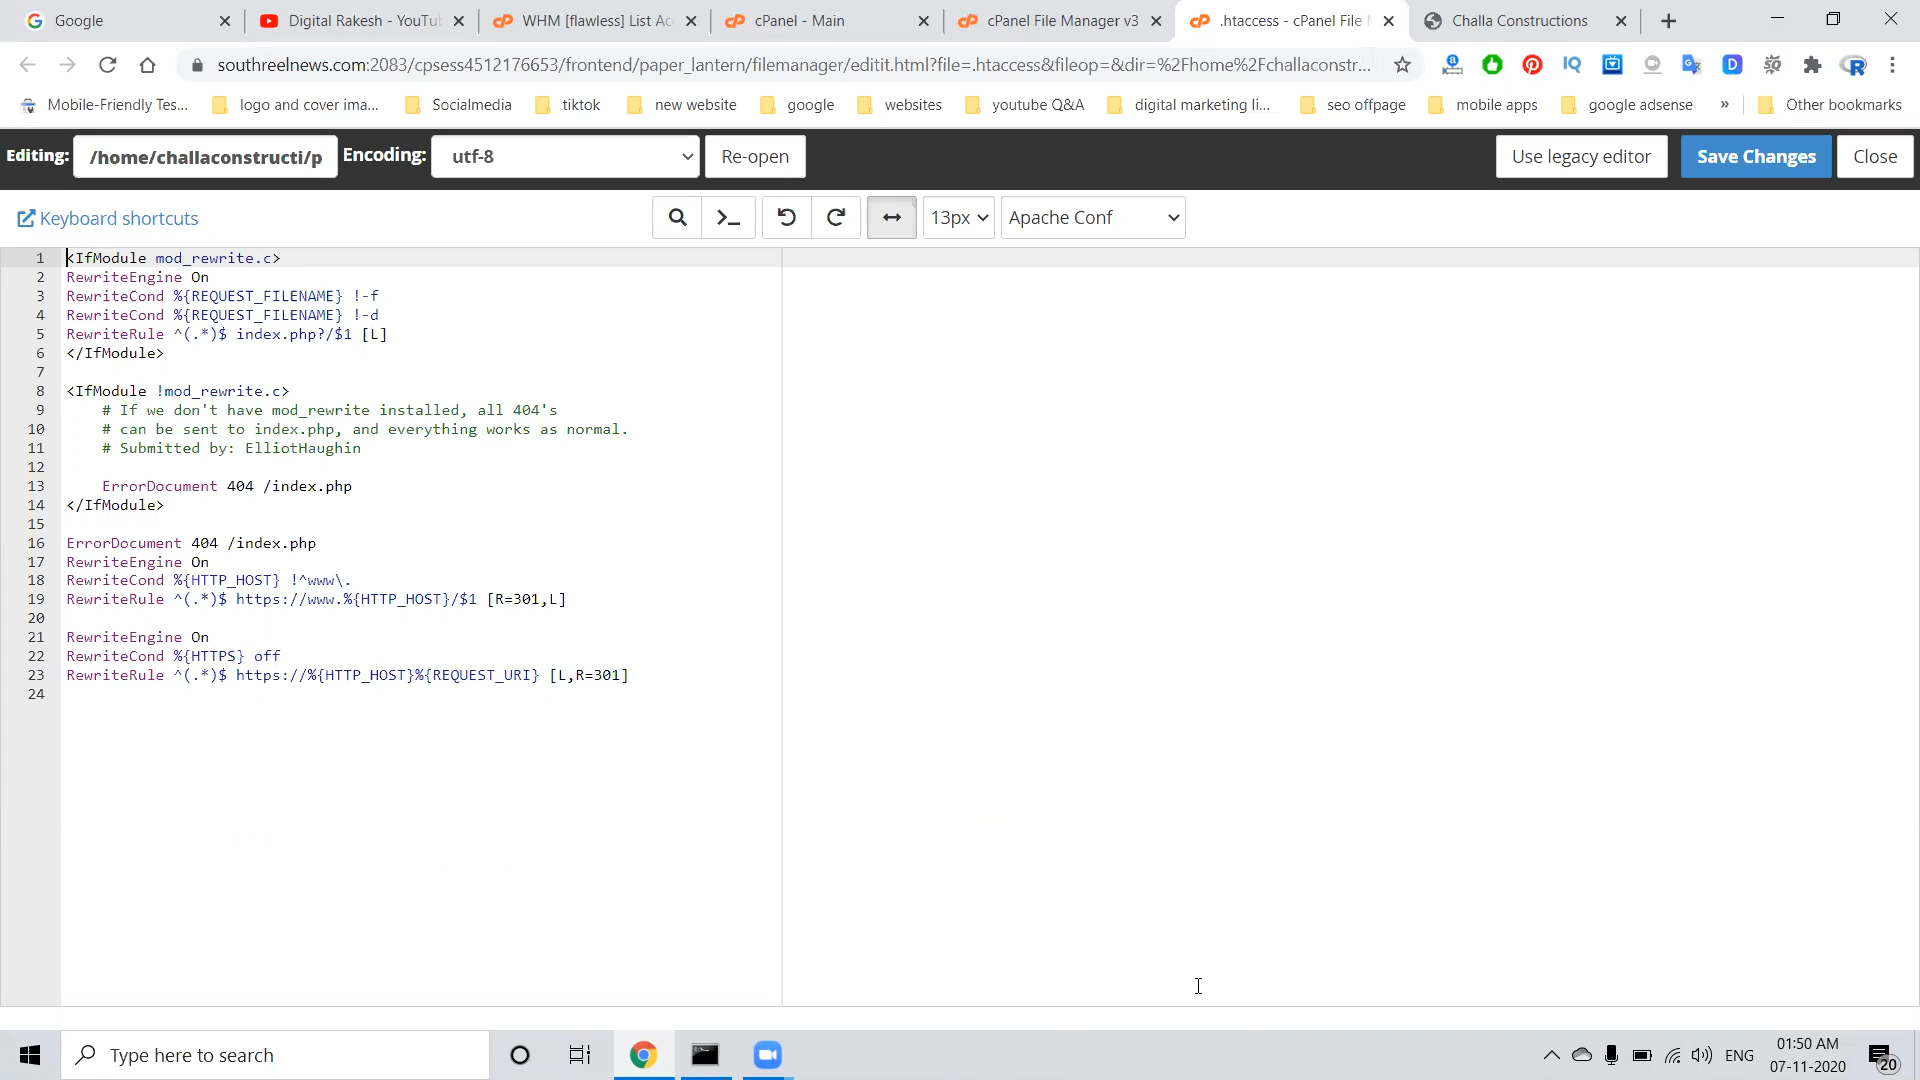 Google
Digital Rakesh - YouTu
WHM [flawless] List Ac
cPanel - Main
cPanel File Manager v3
.htaccess - cPanel File
Challa Constructions
southreelnews.com:2083/cpsess4512176653/frontend/paper_lantern/filemanager/editit.html?file=.htaccess&fileop=&dir=%2Fhome%2Fchallaconstr...
Mobile-Friendly Tes...
logo and cover ima...
Socialmedia
tiktok
new website
google
websites
youtube Q&A
digital marketing li...
seo offpage
mobile apps
google adsense
»
Other bookmarks
Editing: /home/challaconstructi/p Encoding: utf-8 Re-open Use legacy editor Save Changes Close
Keyboard shortcuts 13px Apache Conf
1 <IfModule mod_rewrite.c>
2 RewriteEngine On
3 RewriteCond %{REQUEST_FILENAME} !-f
4 RewriteCond %{REQUEST_FILENAME} !-d
5 RewriteRule ^(.*)$ index.php?/$1 [L]
6 </IfModule>
7
8 <IfModule !mod_rewrite.c>
9 # If we don't have mod_rewrite installed, all 404's
10 # can be sent to index.php, and everything works as normal.
11 # Submitted by: ElliotHaughin
12
13 ErrorDocument 404 /index.php
14 </IfModule>
15
16 ErrorDocument 404 /index.php
17 RewriteEngine On
18 RewriteCond %{HTTP_HOST} !^www\.
19 RewriteRule ^(.*)$ https://www.%{HTTP_HOST}/$1 [R=301,L]
20
21 RewriteEngine On
22 RewriteCond %{HTTPS} off
23 RewriteRule ^(.*)$ https://%{HTTP_HOST}%{REQUEST_URI} [L,R=301]
24
Type here to search
ENG
01:50 AM
07-11-2020
20